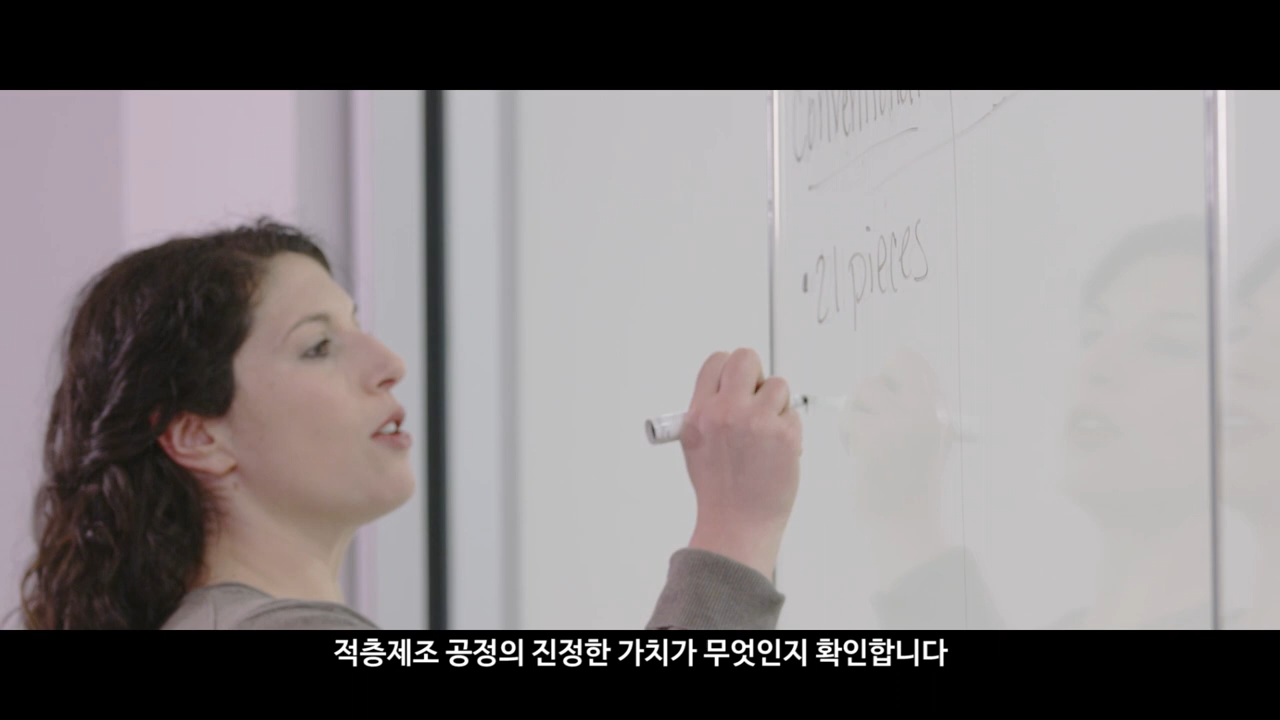 Conventional
• 21 pieces
적층제조 공정의 진정한 가치가 무엇인지 확인합니다